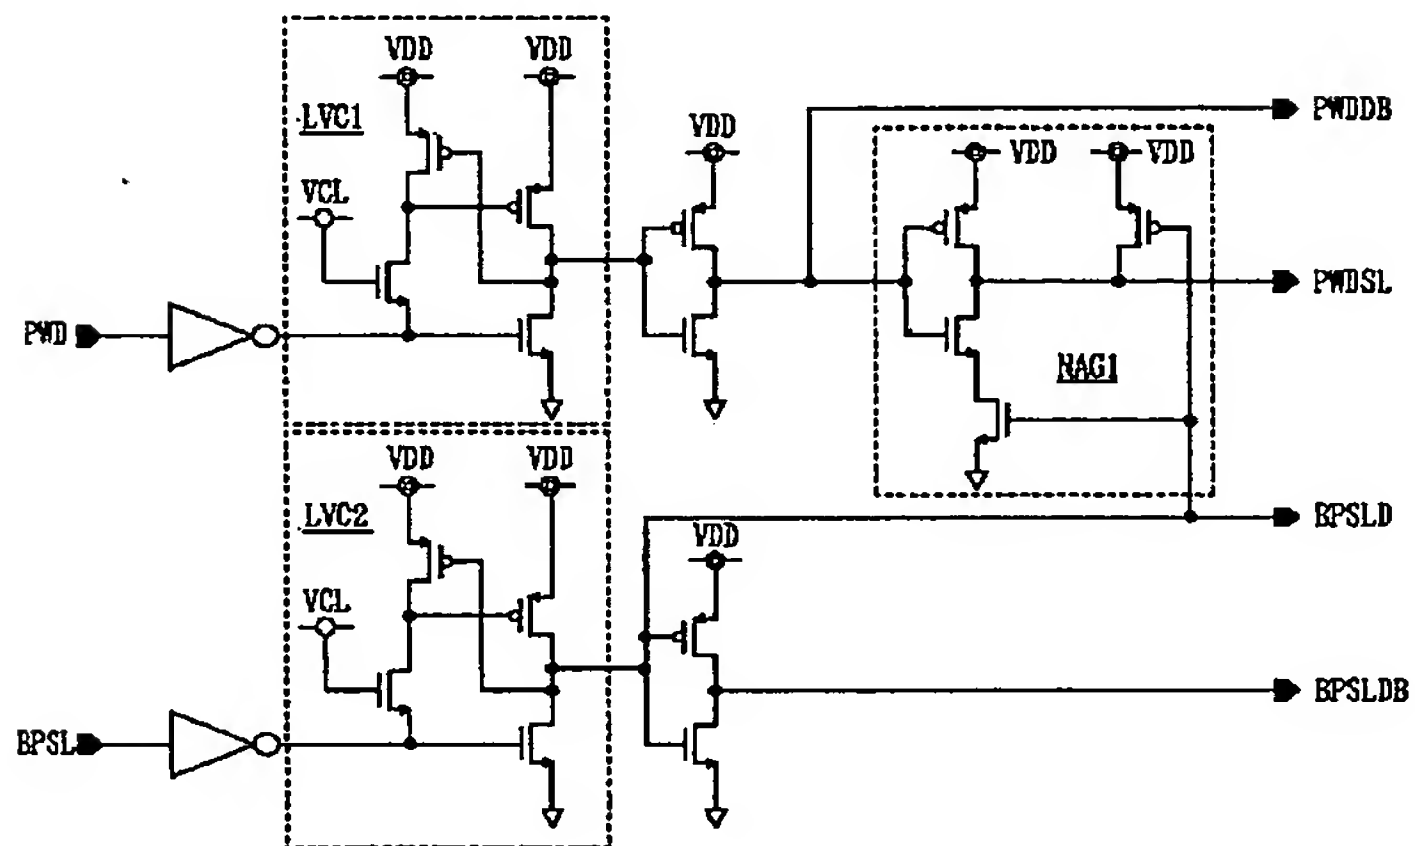 VDD VDD
LVC1
VCL
PWD
VDD
PWDDB
VDD VDD
PWDSL
NAG1
VDD VDD
LVC2
VCL
BPSL
VDD
BPSLD
BPSLDB